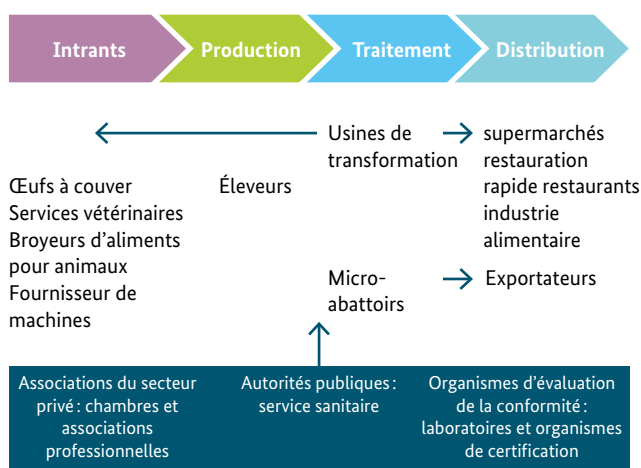 Intrants
Production
Traitement
Distribution
Usines de
transformation
supermarchés
restauration
rapide restaurants
industrie
alimentaire
Œufs à couver
Services vétérinaires
Broyeurs d’aliments
pour animaux
Fournisseur de
machines
Éleveurs
Micro-
abattoirs
Exportateurs
Associations du secteur
privé : chambres et
associations
professionnelles
Autorités publiques :
service sanitaire
Organismes d’évaluation
de la conformité :
laboratoires et organismes
de certification